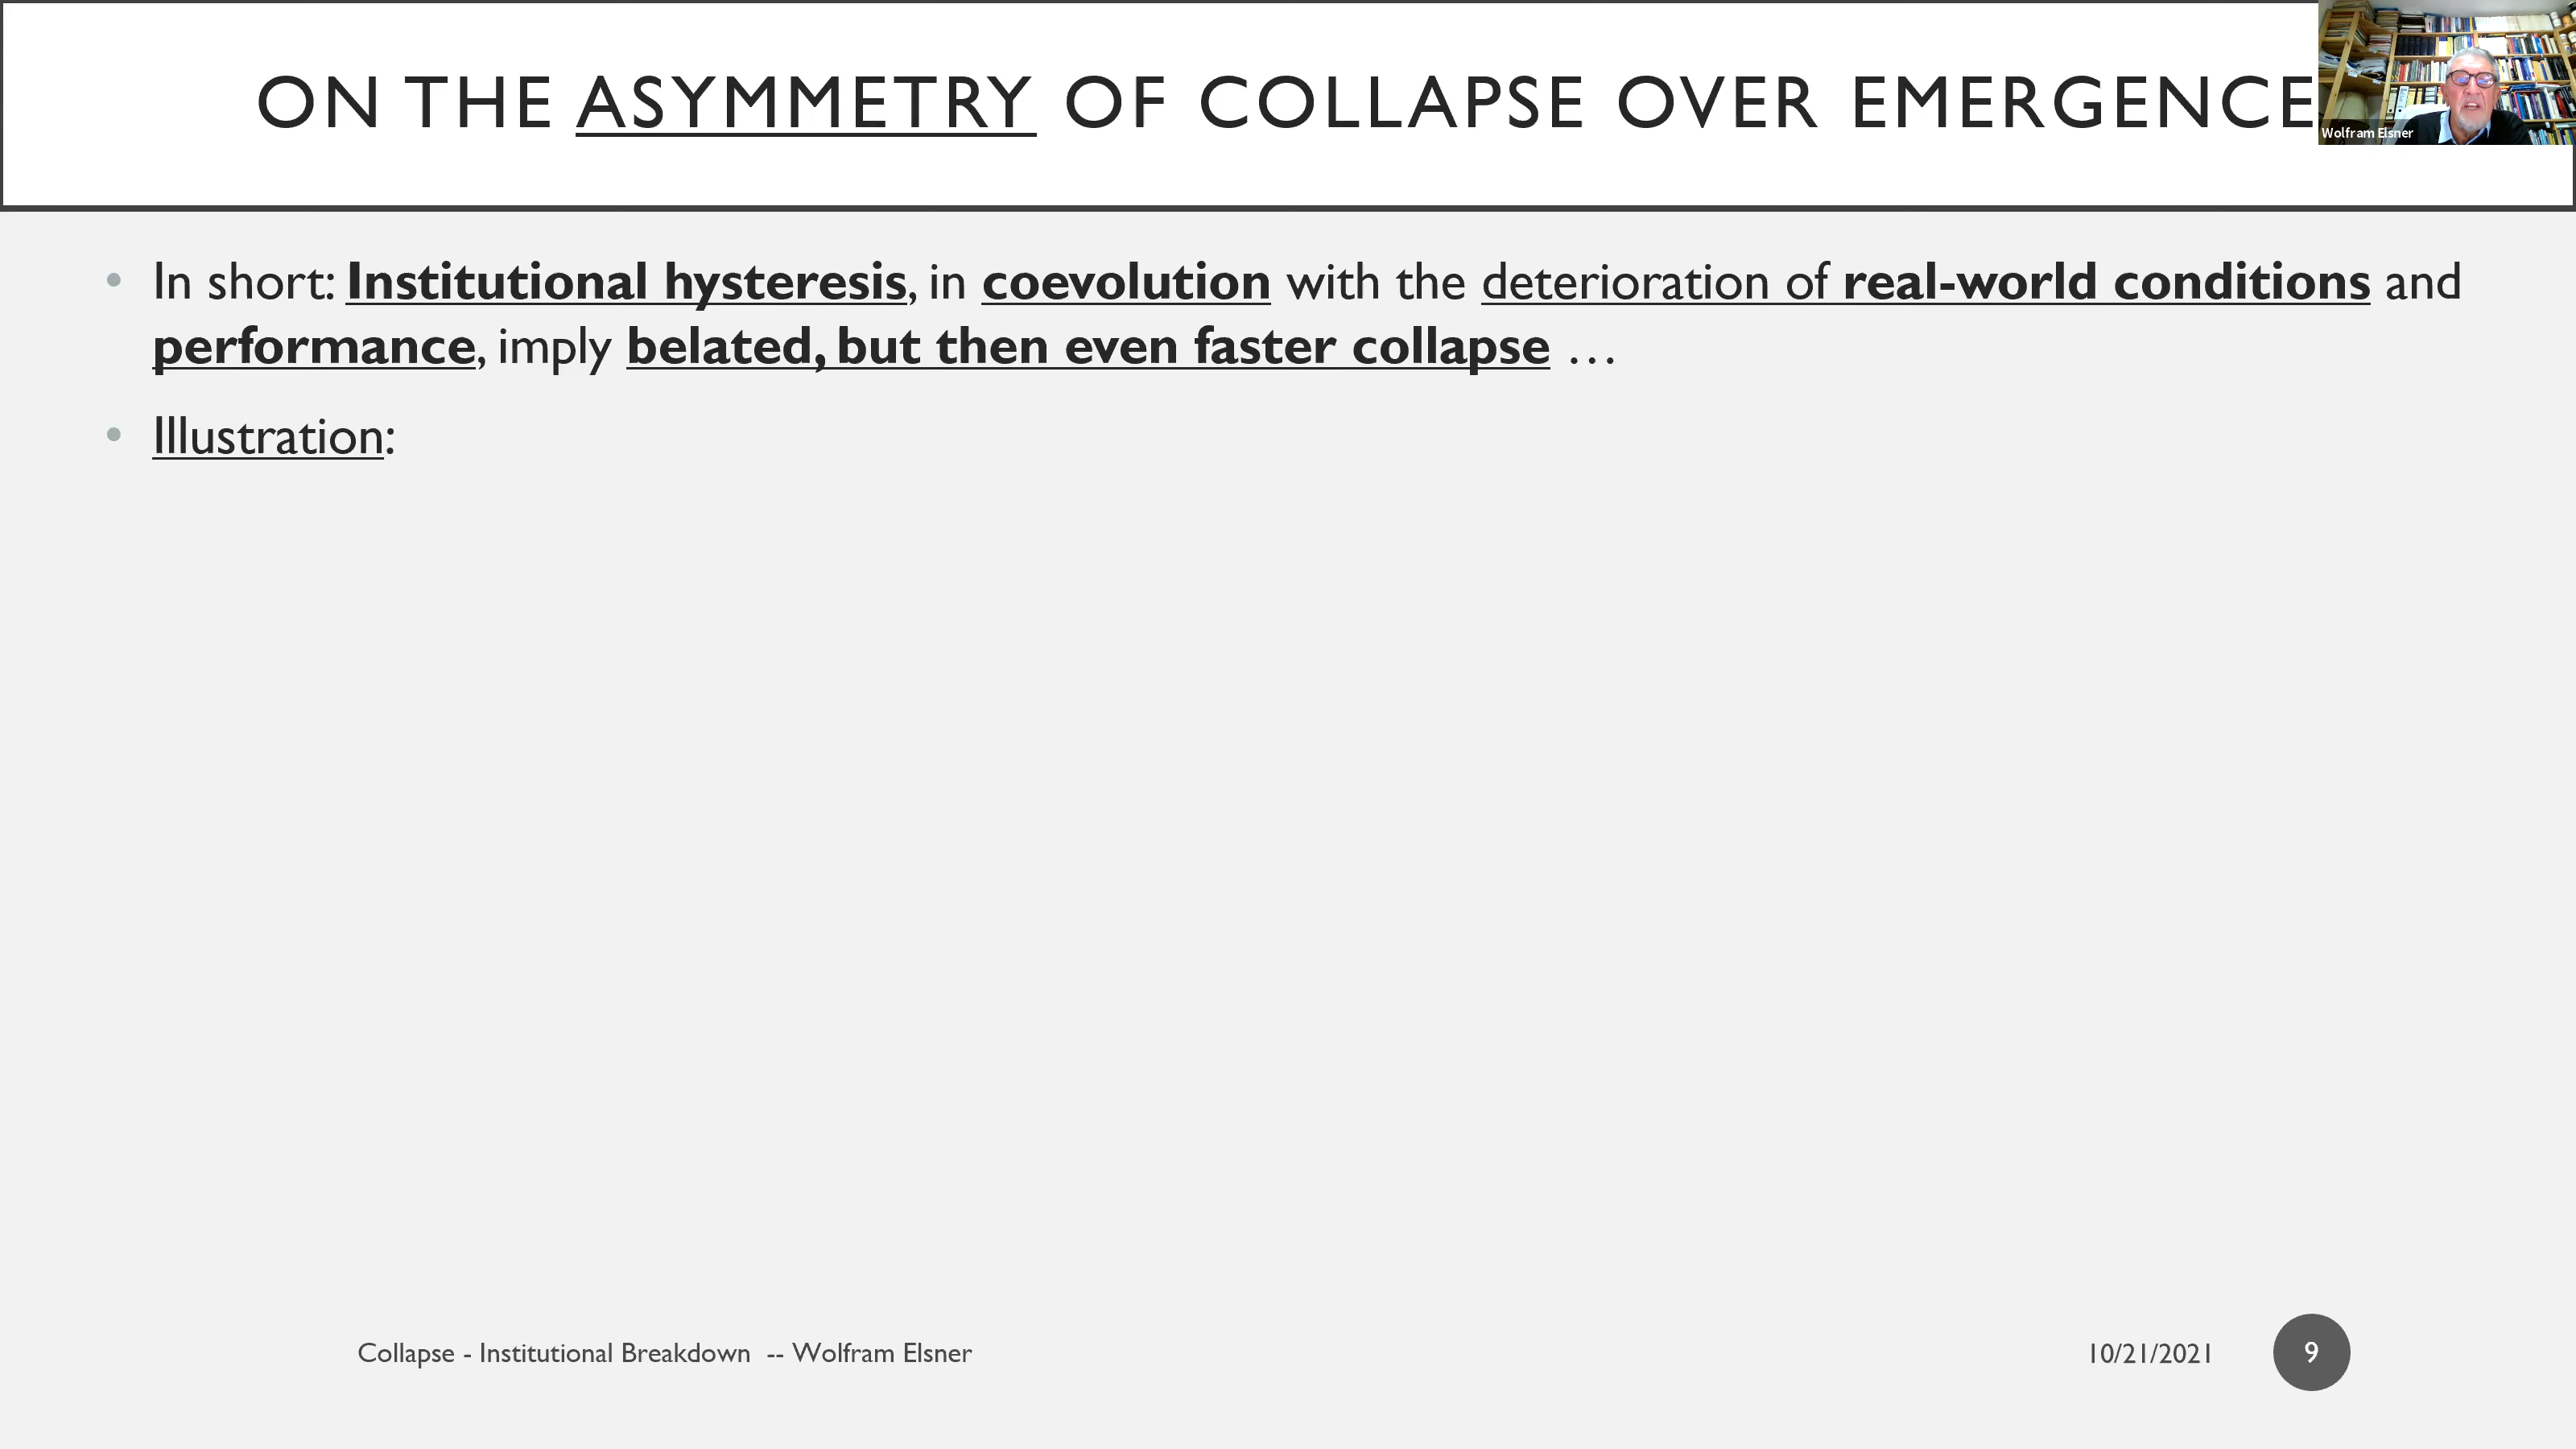 ON THE ASYMMETRY OF COLLAPSE OVER EMERGENCE
Wolfram Elsner
• In short: Institutional hysteresis, in coevolution with the deterioration of real-world conditions and
performance, imply belated, but then even faster collapse …
• Illustration:
Collapse - Institutional Breakdown -- Wolfram Elsner
10/21/2021
9